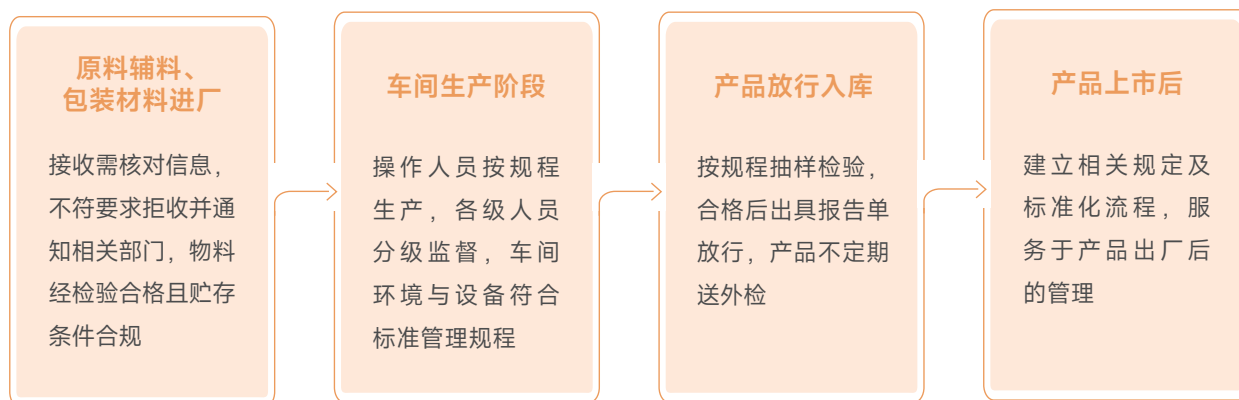 原料辅料、
包装材料进厂
接收需核对信息，
不符要求拒收并通
知相关部门，物料
经检验合格且贮存
条件合规
车间生产阶段
操作人员按规程
生产，各级人员
分级监督，车间
环境与设备符合
标准管理规程
产品放行入库
按规程抽样检验，
合格后出具报告单
放行，产品不定期
送外检
产品上市后
建立相关规定及
标准化流程，服
务于产品出厂后
的管理